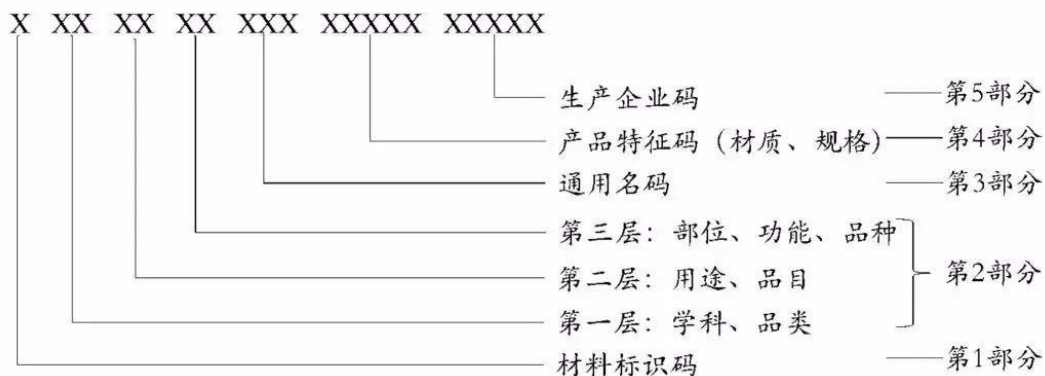 X XX XX XX XXX XXXXX XXXXX
生产企业码 第5部分
产品特征码（材质、规格） 第4部分
通用名码 第3部分
第三层：部位、功能、品种
第二层：用途、品目 第2部分
第一层：学科、品类
材料标识码 第1部分